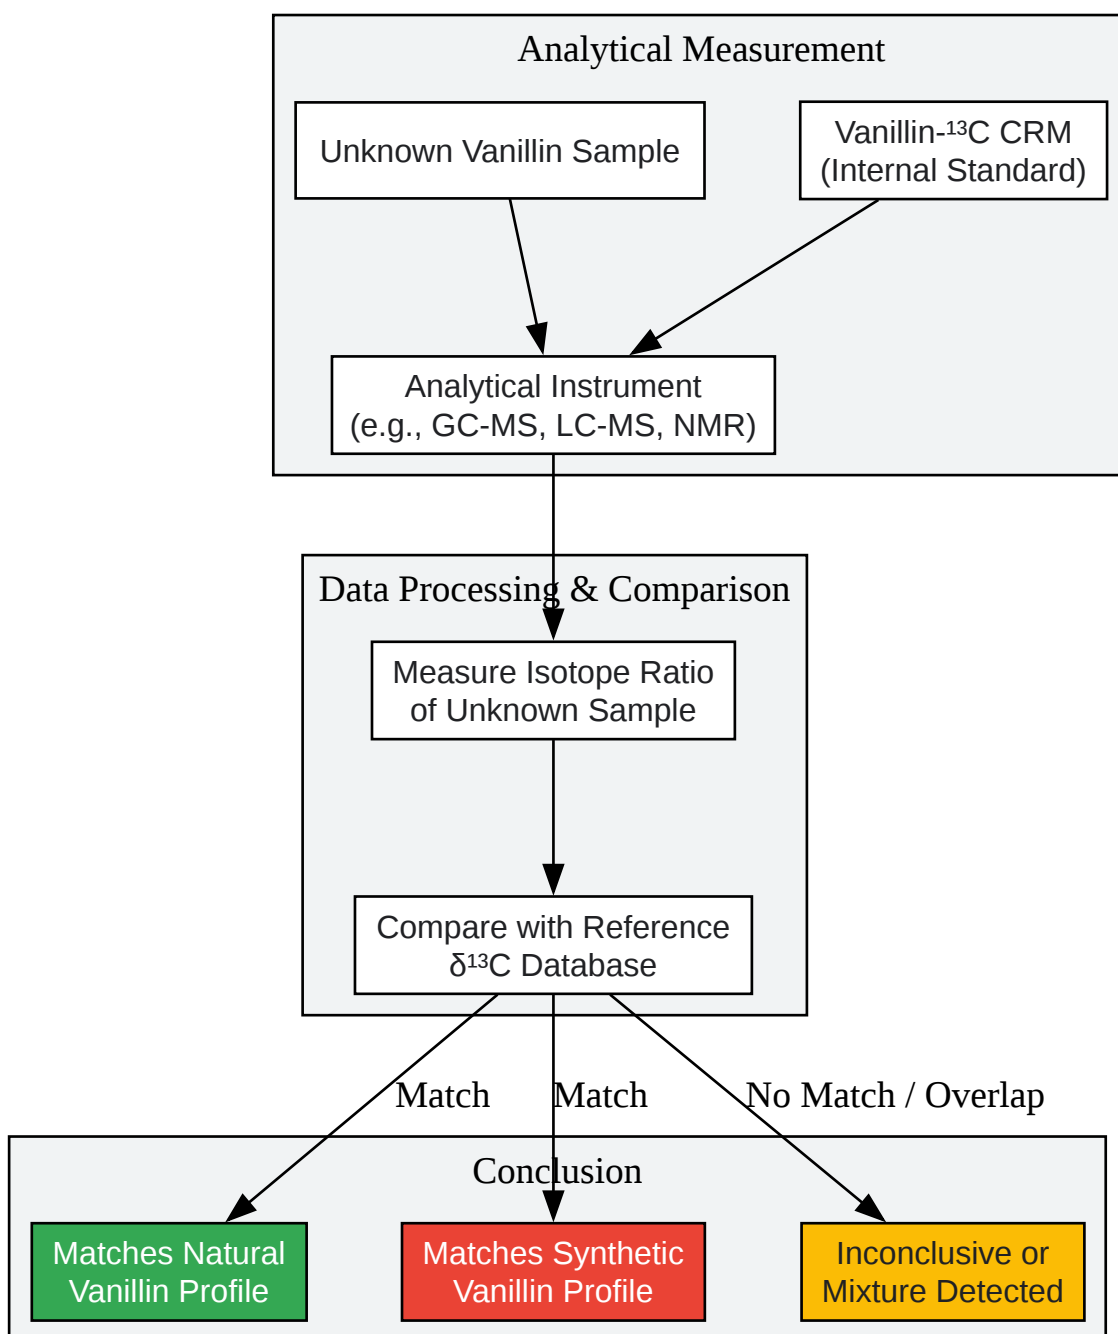 Analytical Measurement
Unknown Vanillin Sample
Vanillin-¹³C CRM
(Internal Standard)
Analytical Instrument
(e.g., GC-MS, LC-MS, NMR)
Data Processing & Comparison
Measure Isotope Ratio
of Unknown Sample
Compare with Reference
δ¹³C Database
Match
Match
No Match / Overlap
Conclusion
Matches Natural
Vanillin Profile
Matches Synthetic
Vanillin Profile
Inconclusive or
Mixture Detected